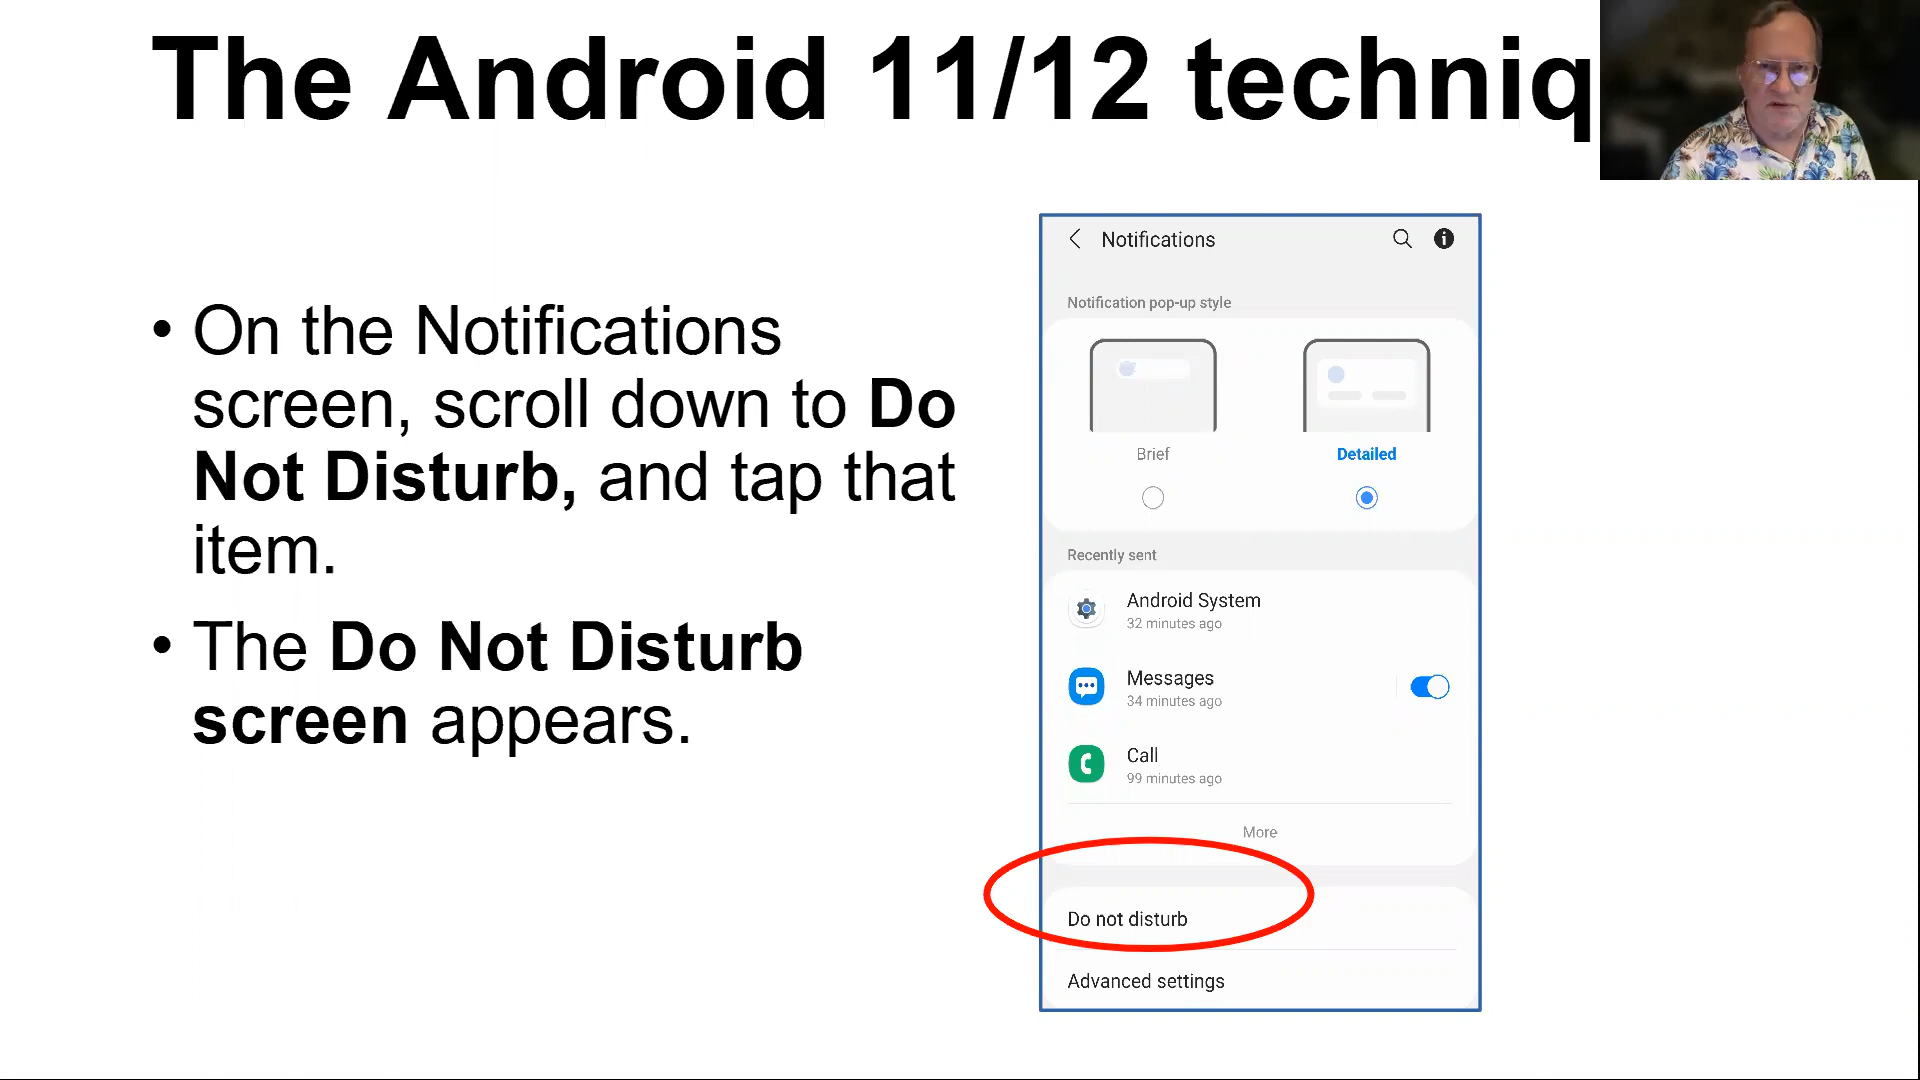 The Android 11/12 techniq
• On the Notifications
screen, scroll down to Do
Not Disturb, and tap that
item.
• The Do Not Disturb
screen appears.
Notifications
Notification pop-up style
Brief
Detailed
Recently sent
Android System
32 minutes ago
Messages
34 minutes ago
Call
99 minutes ago
More
Do not disturb
Advanced settings